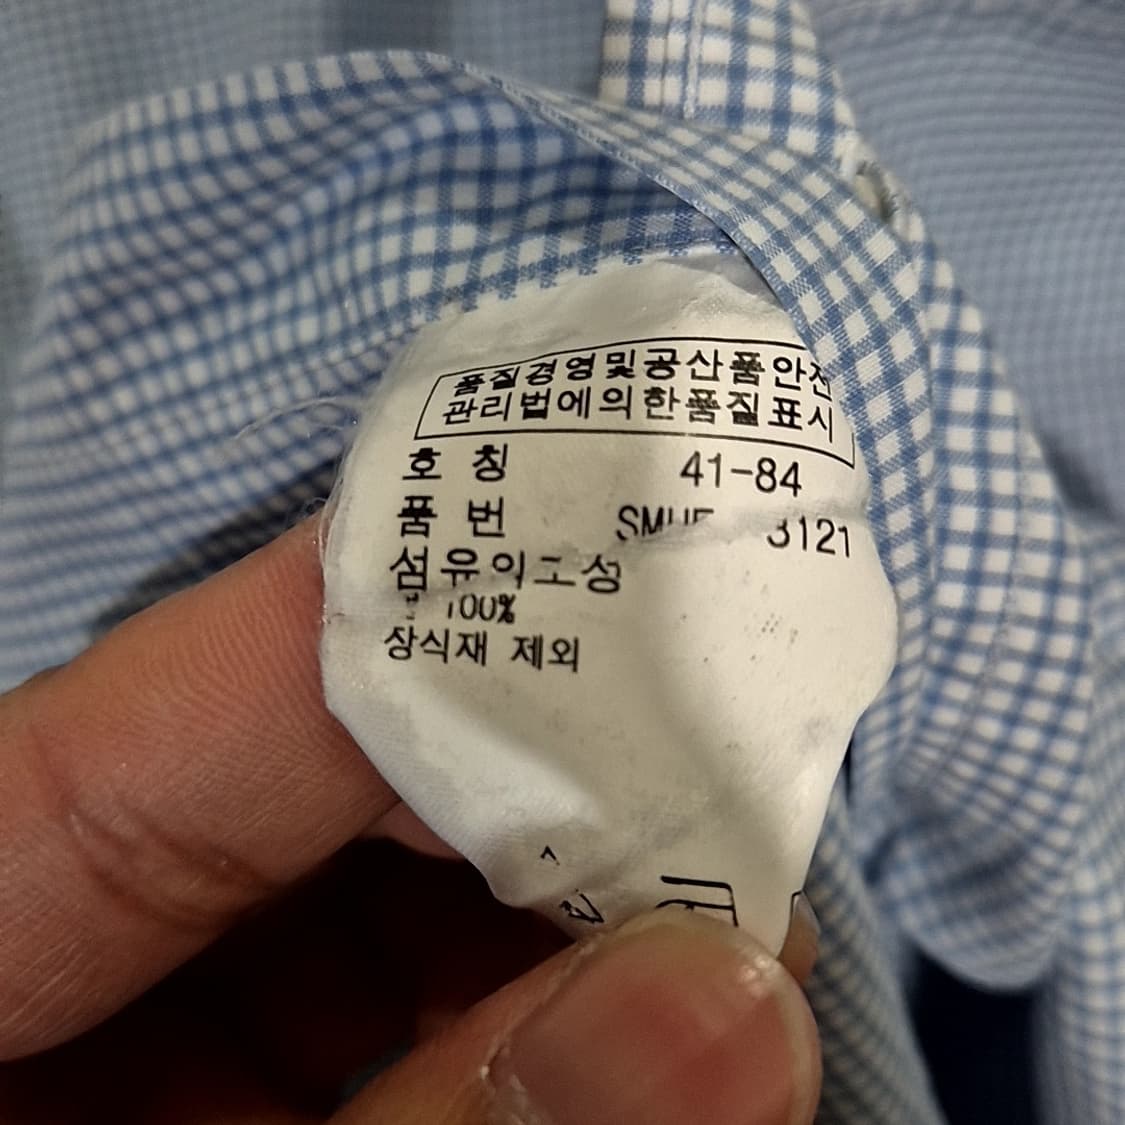 품질경영및공산품안전
관리법에의한품질표시
호 칭 41-84
품 번 3121
섬유의조성
100%
장식재 제외